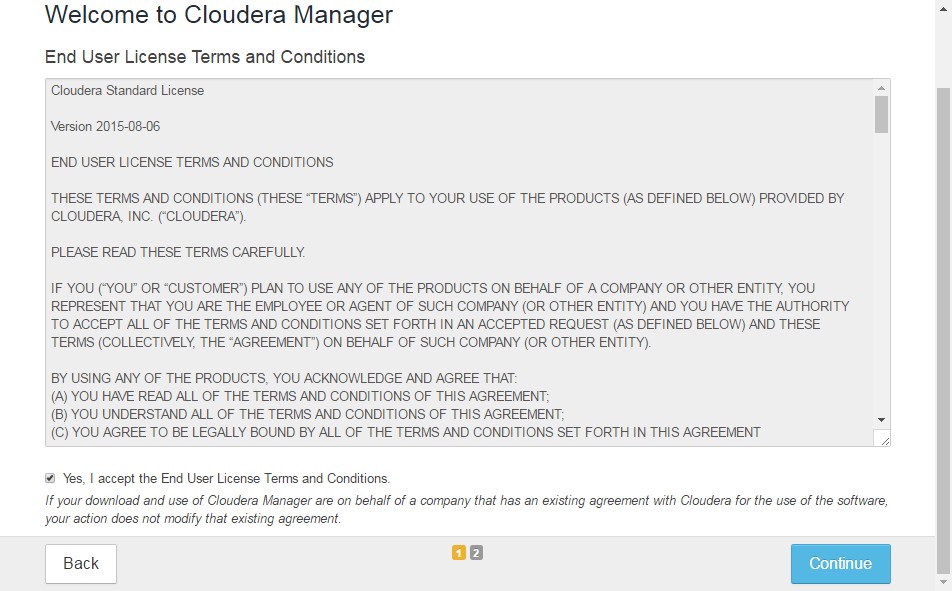 Welcome to Cloudera Manager
End User License Terms and Conditions
Cloudera Standard License
Version 2015-08-06
END USER LICENSE TERMS AND CONDITIONS
THESE TERMS AND CONDITIONS (THESE “TERMS”) APPLY TO YOUR USE OF THE PRODUCTS (AS DEFINED BELOW) PROVIDED BY
CLOUDERA, INC. (“CLOUDERA”).
PLEASE READ THESE TERMS CAREFULLY.
IF YOU (“YOU” OR “CUSTOMER”) PLAN TO USE ANY OF THE PRODUCTS ON BEHALF OF A COMPANY OR OTHER ENTITY, YOU
REPRESENT THAT YOU ARE THE EMPLOYEE OR AGENT OF SUCH COMPANY (OR OTHER ENTITY) AND YOU HAVE THE AUTHORITY
TO ACCEPT ALL OF THE TERMS AND CONDITIONS SET FORTH IN AN ACCEPTED REQUEST (AS DEFINED BELOW) AND THESE
TERMS (COLLECTIVELY, THE “AGREEMENT”) ON BEHALF OF SUCH COMPANY (OR OTHER ENTITY).
BY USING ANY OF THE PRODUCTS, YOU ACKNOWLEDGE AND AGREE THAT:
(A) YOU HAVE READ ALL OF THE TERMS AND CONDITIONS OF THIS AGREEMENT;
(B) YOU UNDERSTAND ALL OF THE TERMS AND CONDITIONS OF THIS AGREEMENT;
(C) YOU AGREE TO BE LEGALLY BOUND BY ALL OF THE TERMS AND CONDITIONS SET FORTH IN THIS AGREEMENT
Yes, I accept the End User License Terms and Conditions.
If your download and use of Cloudera Manager are on behalf of a company that has an existing agreement with Cloudera for the use of the software,
your action does not modify that existing agreement.
Back 1 2 Continue